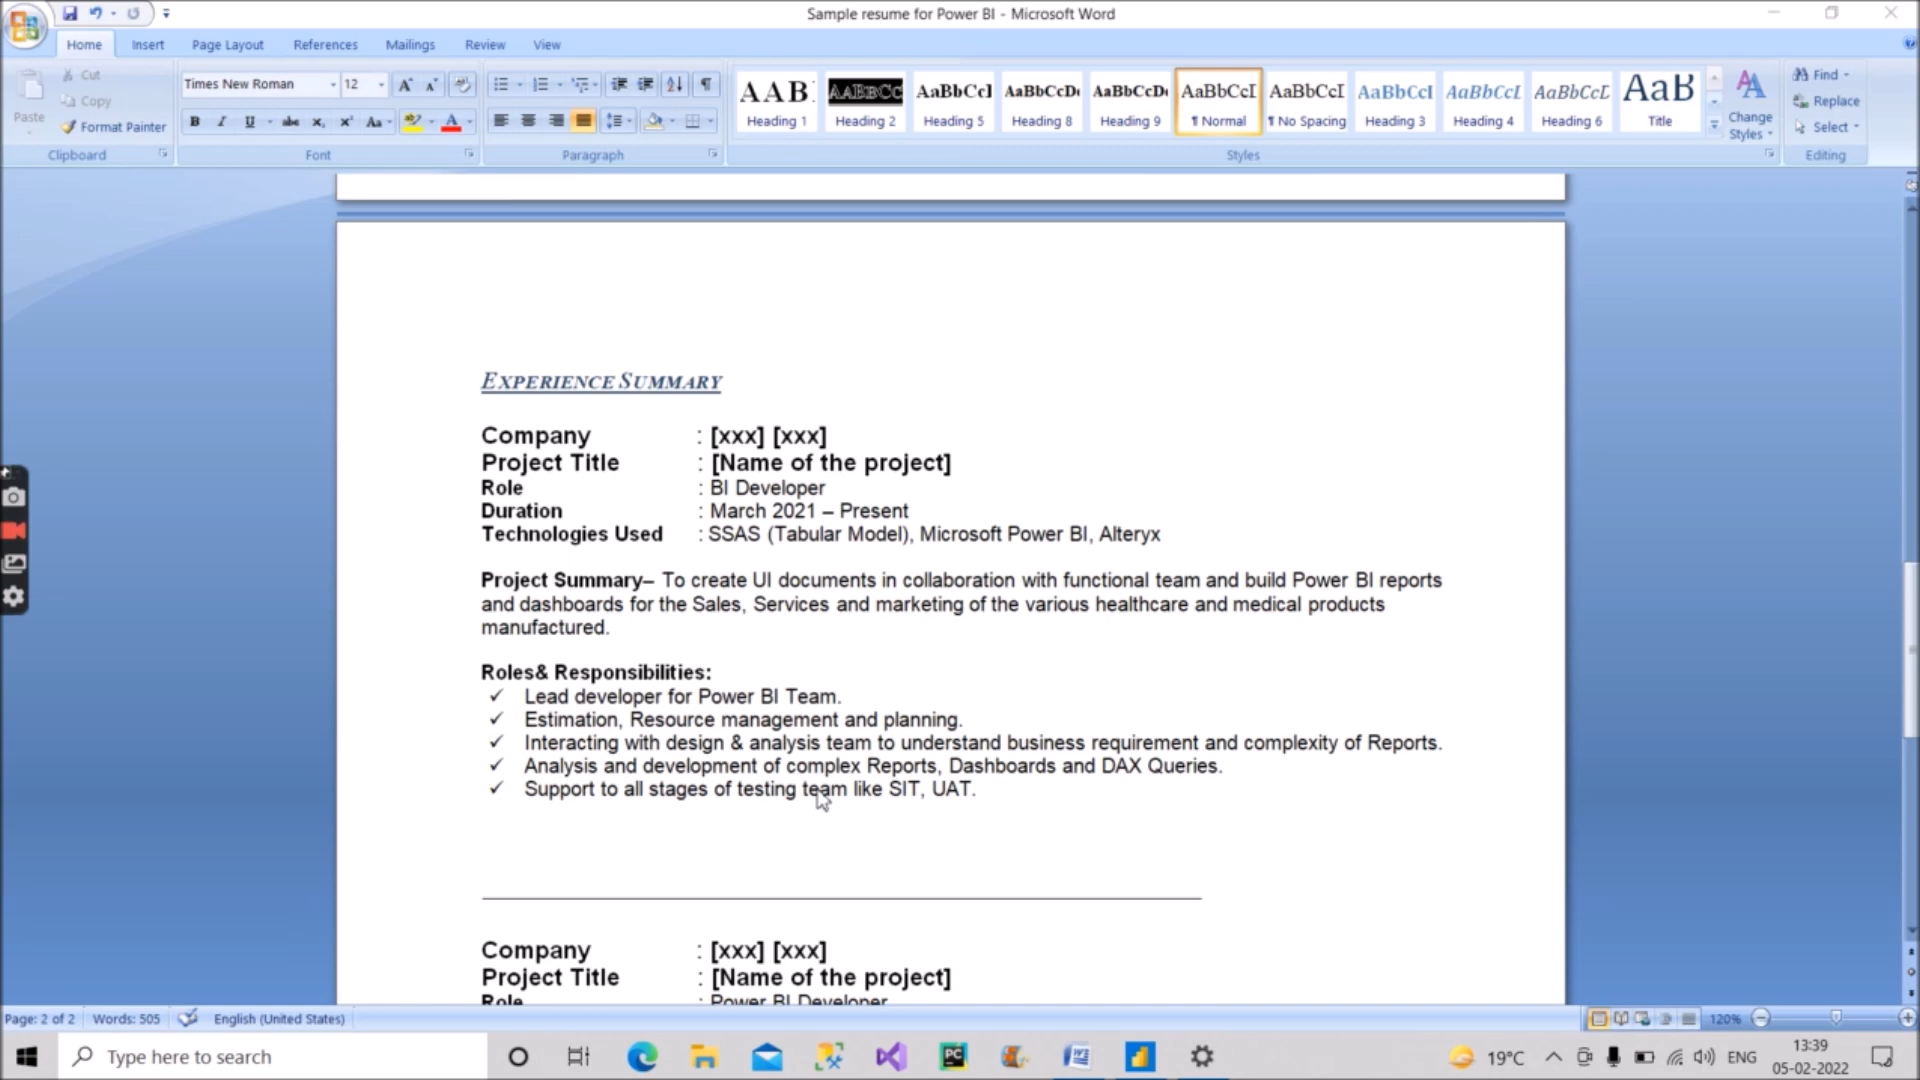 Sample resume for Power BI - Microsoft Word
Home Insert Page Layout References Mailings Review View
Paste
Cut
Copy
Format Painter
Clipboard
Times New Roman 12
B I U abc x₂ x² Aa A
Font
Paragraph
AAB AABBCC AaBbCcI AaBbCcD AaBbCcD AaBbCcI AaBbCcI AaBbCcI AaBbCcL AaBbCcL AaB
Heading 1 Heading 2 Heading 5 Heading 8 Heading 9 ¶ Normal ¶ No Spacing Heading 3 Heading 4 Heading 6 Title
Styles
Change Styles
Find
Replace
Select
Editing
EXPERIENCE SUMMARY
Company : [xxx] [xxx]
Project Title : [Name of the project]
Role : BI Developer
Duration : March 2021 – Present
Technologies Used : SSAS (Tabular Model), Microsoft Power BI, Alteryx
Project Summary– To create UI documents in collaboration with functional team and build Power BI reports
and dashboards for the Sales, Services and marketing of the various healthcare and medical products
manufactured.
Roles& Responsibilities:
✓ Lead developer for Power BI Team.
✓ Estimation, Resource management and planning.
✓ Interacting with design & analysis team to understand business requirement and complexity of Reports.
✓ Analysis and development of complex Reports, Dashboards and DAX Queries.
✓ Support to all stages of testing team like SIT, UAT.
Company : [xxx] [xxx]
Project Title : [Name of the project]
Role : Power BI Developer
Page: 2 of 2 Words: 505 English (United States) 120%
Type here to search
PC
19°C ENG
13:39
05-02-2022